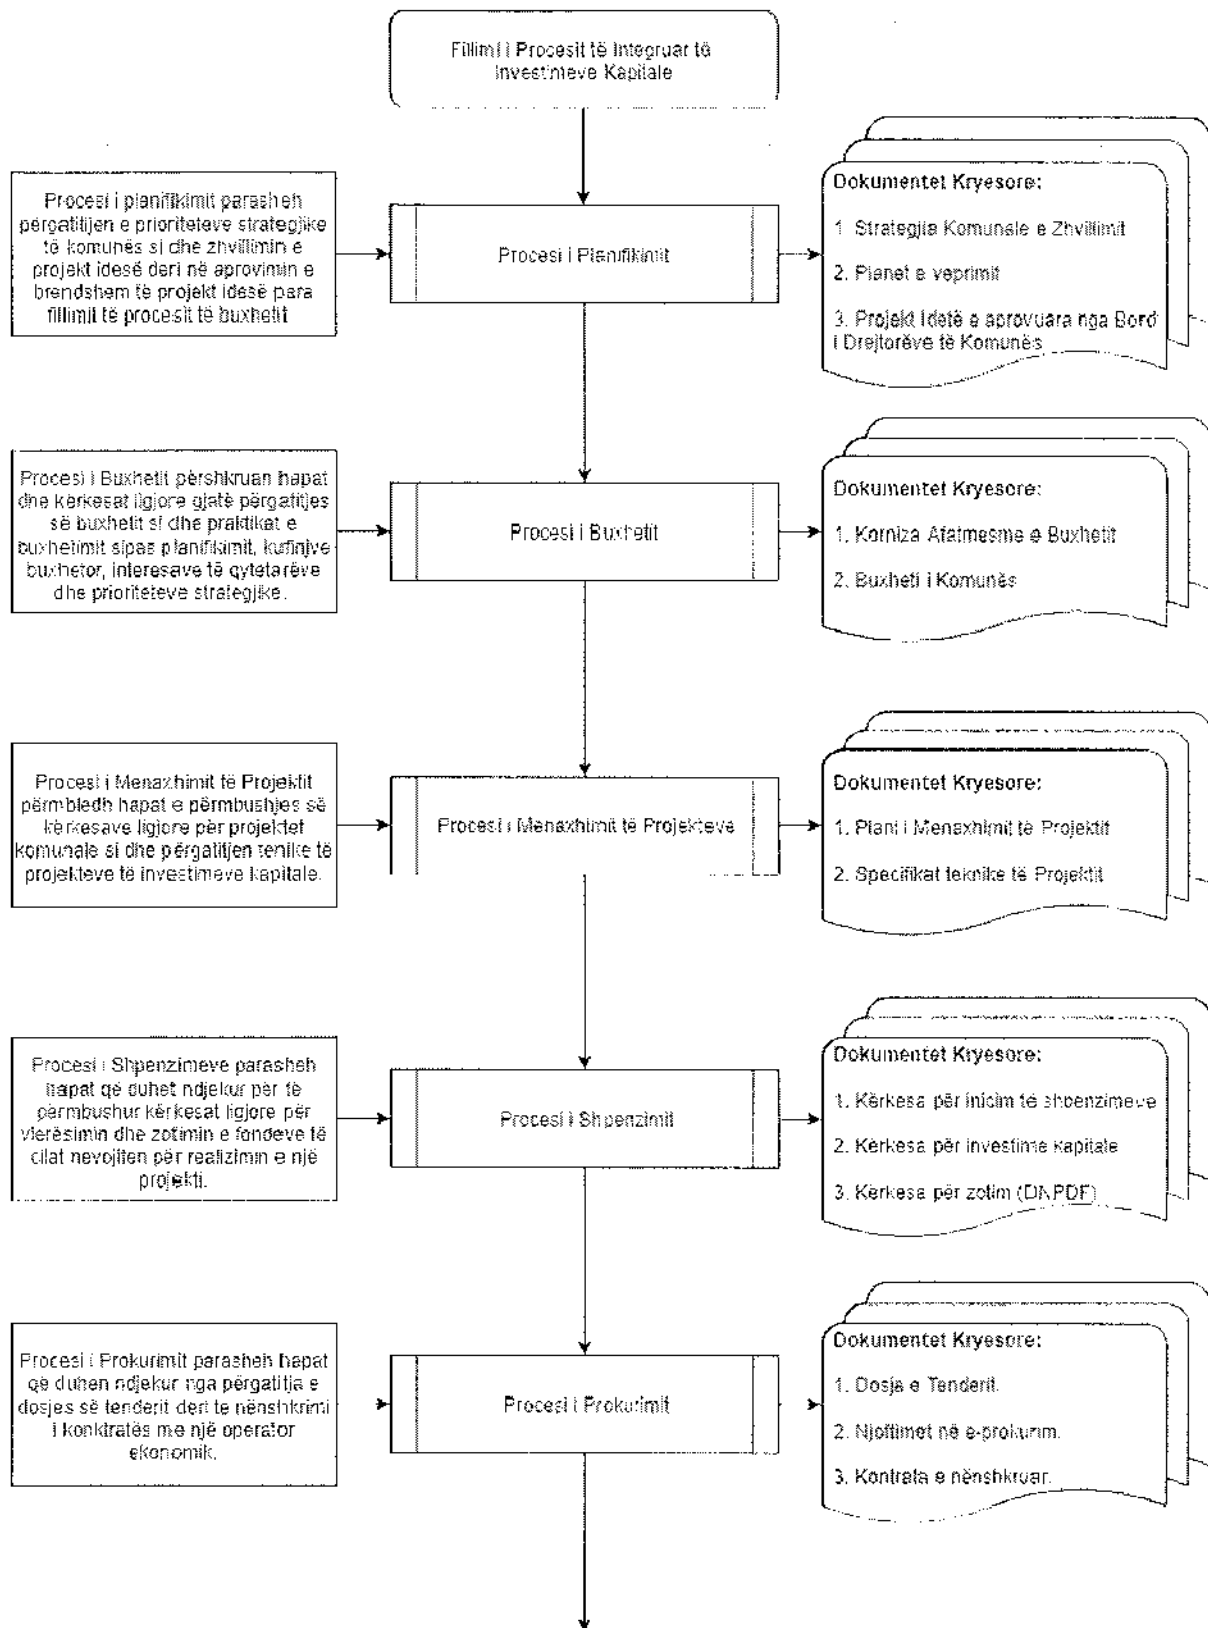 Fillimi i Procesit të Integruar të
Investimeve Kapitale
Procesi i planifikimit parasheh
përgatitijen e prioriteteve strategjike
të komunës si dhe zhvillimin e
projekt idesë deri në aprovimin e
brendshem të projekt idesë para
fillimit të procesit të buxhetit
Procesi i Planifikimit
Dokumentet Kryesore:
1. Strategjia Komunale e Zhvillimit
2. Planet e veprimit
3. Projekt idetë e aprovuara nga Bord
i Drejtorëve të Komunës
Procesi i Buxhetit përshkruan hapat
dhe kërkesat ligjore gjatë përgatitjes
së buxhetit si dhe praktikat e
buxhetimit sipas planifikimit, kufinjve
buxhetor, interesave të qytetarëve
dhe prioriteteve strategjike.
Procesi i Buxhetit
Dokumentet Kryesore:
1. Korniza Afatmesme e Buxhetit
2. Buxheti i Komunës
Procesi i Menaxhimit të Projektit
përmbledh hapat e përmbushjes së
kërkesave ligjore për projektet
komunale si dhe përgatitjen tenike të
projekteve të investimeve kapitale.
Procesi i Menaxhimit të Projekteve
Dokumentet Kryesore:
1. Plani i Menaxhimit të Projektit
2. Specifikat teknike të Projektit
Procesi i Shpenzimeve parasheh
hapat që duhet ndjekur për të
përmbushur kërkesat ligjore për
vlerësimin dhe zotimin e fondeve të
cilat nevojiten për realizimin e një
projekti.
Procesi i Shpenzimit
Dokumentet Kryesore:
1. Kërkesa për inicim të shpenzimeve
2. Kërkesa për investime kapitale
3. Kërkesa për zotim (DNPDF)
Procesi i Prokurimit parasheh hapat
që duhen ndjekur nga përgatitja e
dosjes së tenderit deri te nënshkrimi
i konktratës me një operator
ekonomik.
Procesi i Prokurimit
Dokumentet Kryesore:
1. Dosja e Tenderit.
2. Njoftimet në e-prokurim.
3. Kontrata e nënshkruar.